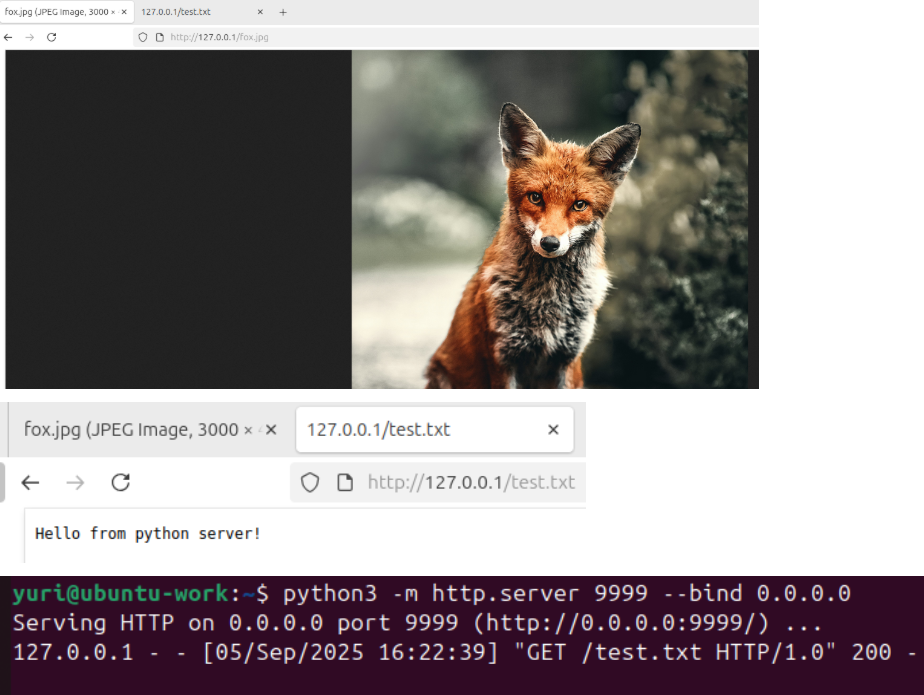 fox.jpg (JPEG Image, 3000 ×
127.0.0.1/test.txt
http://127.0.0.1/fox.jpg
fox.jpg (JPEG Image, 3000 ×
127.0.0.1/test.txt
http://127.0.0.1/test.txt
Hello from python server!
yuri@ubuntu-work:~$ python3 -m http.server 9999 --bind 0.0.0.0
Serving HTTP on 0.0.0.0 port 9999 (http://0.0.0.0:9999/) ...
127.0.0.1 - - [05/Sep/2025 16:22:39] "GET /test.txt HTTP/1.0" 200 -